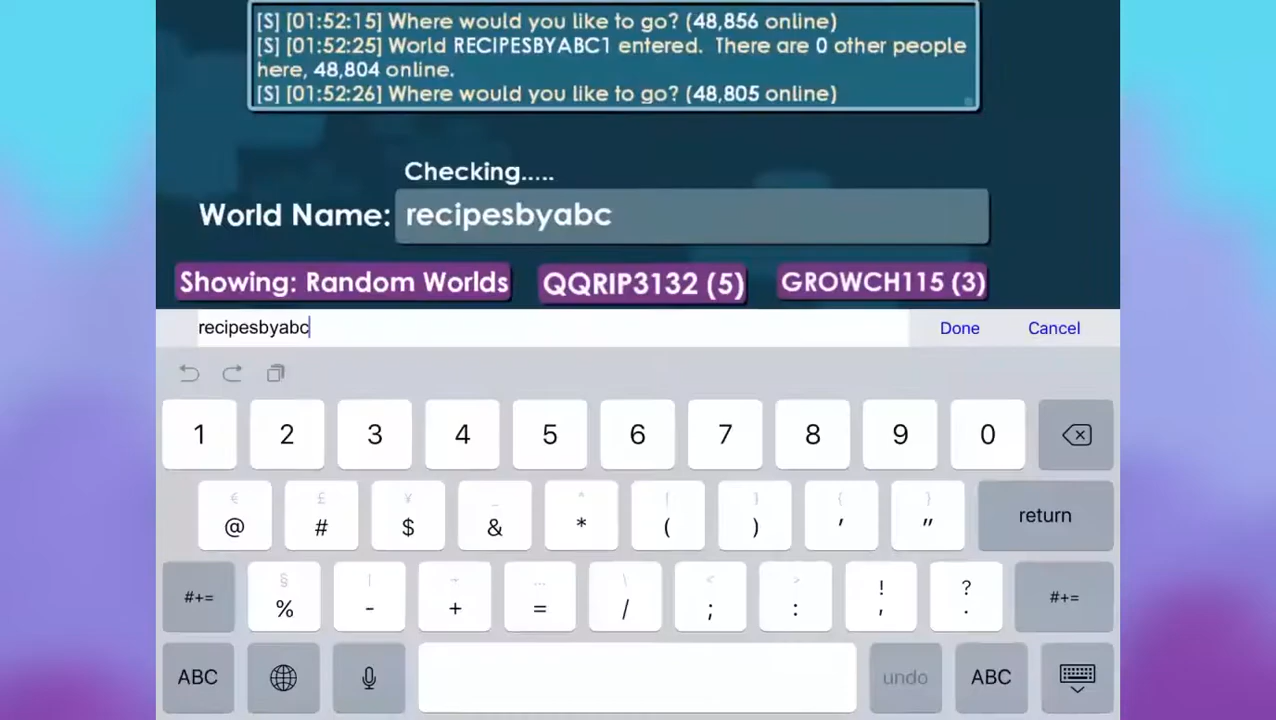 [S] [01:52:15] Where would you like to go? (48,856 online)
[S] [01:52:25] World RECIPESBYABC1 entered. There are 0 other people
here, 48,804 online.
[S] [01:52:26] Where would you like to go? (48,805 online)
Checking.....
World Name: recipesbyabc
Showing: Random Worlds QQRIP3132 (5) GROWCH115 (3)
recipesbyabc Done Cancel
1 2 3 4 5 6 7 8 9 0
€ £ ¥ _ ^ [ ] { }
@ # $ & * ( ) ' " return
§ | ~ … \ < > ! ?
#+= % - + = / ; : , . #+=
ABC undo ABC